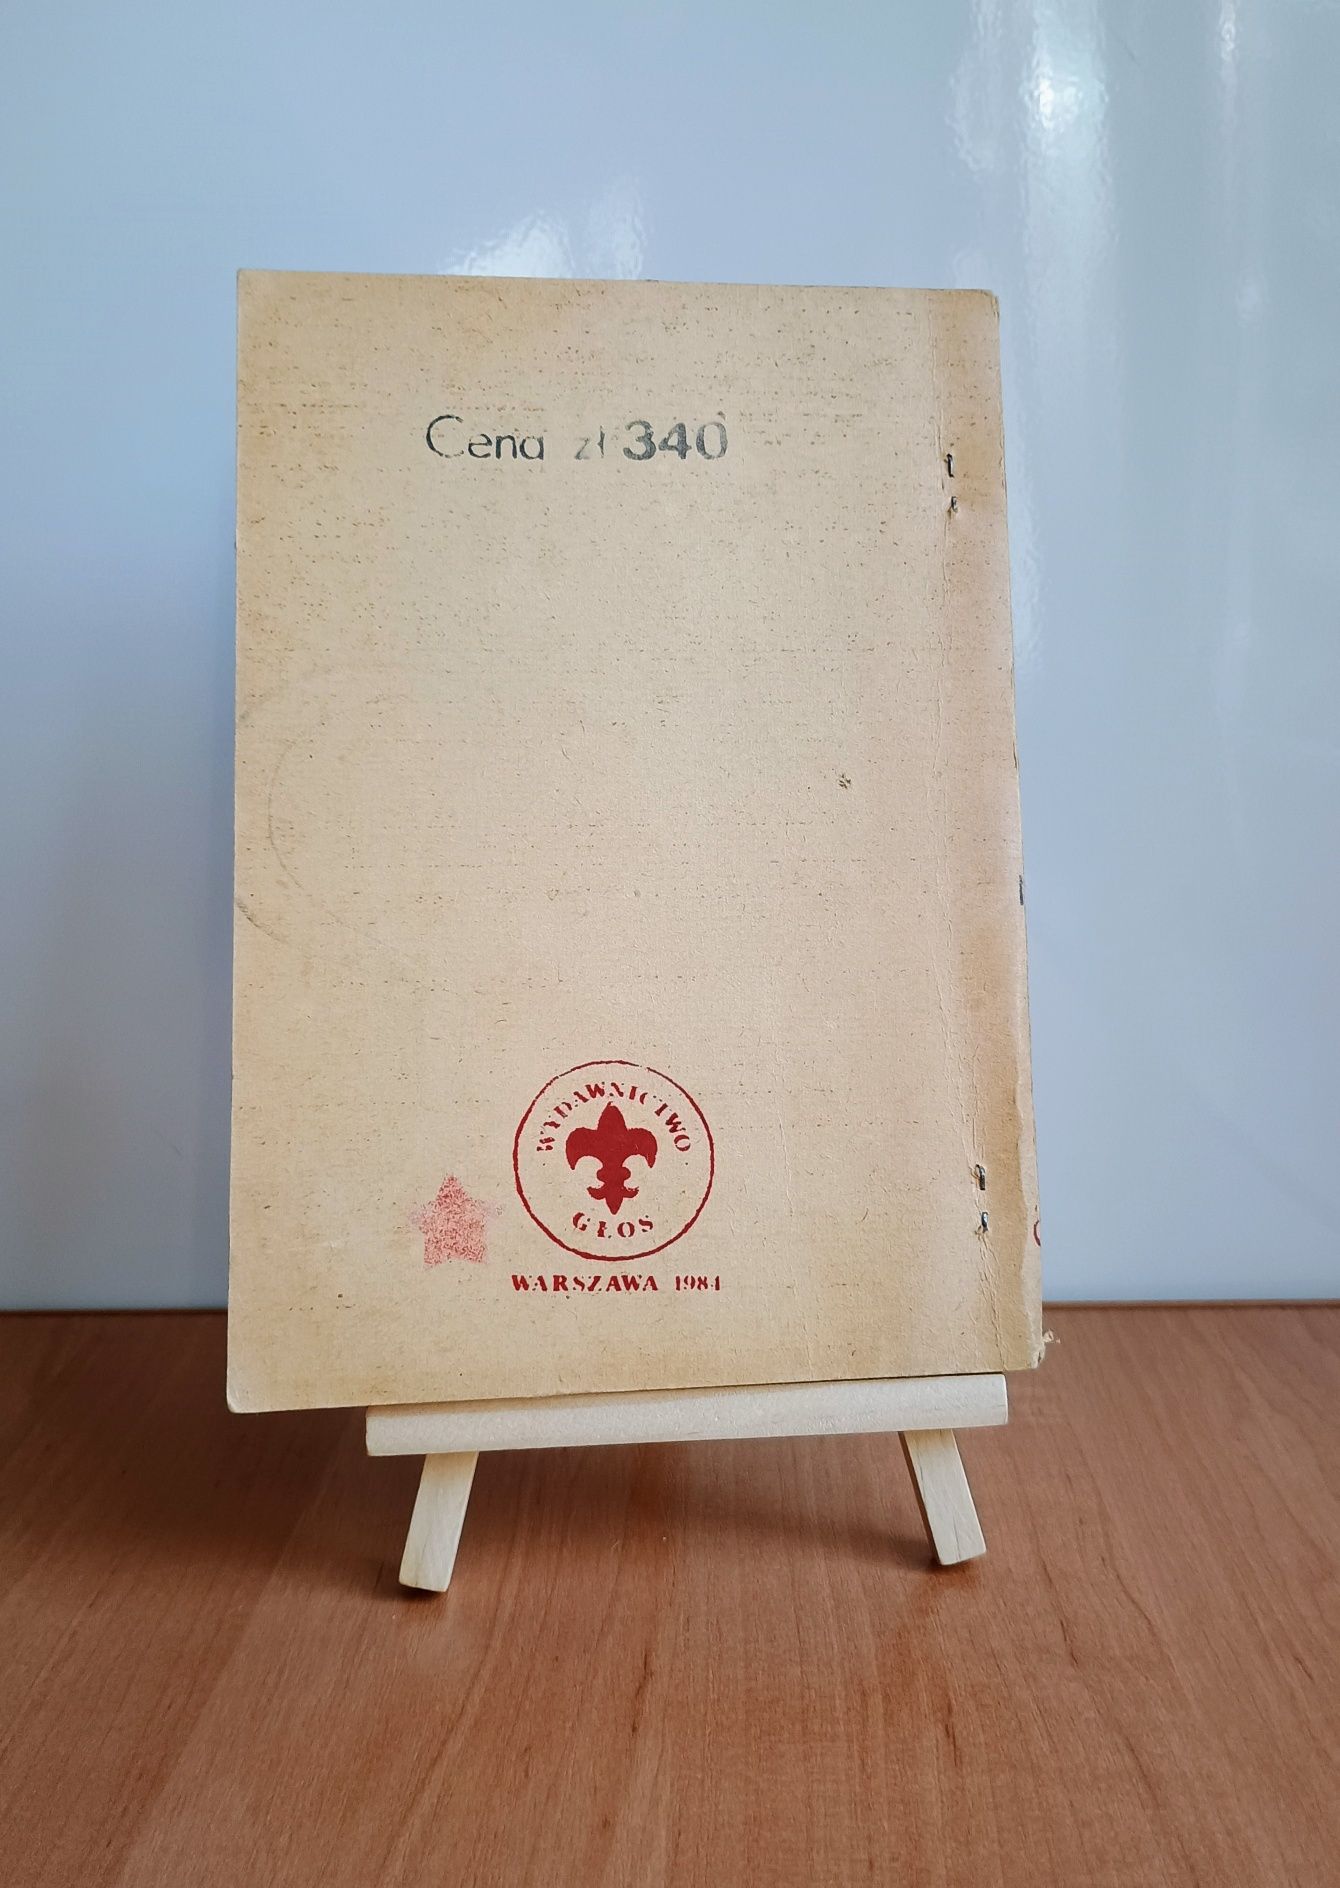 Cena zł 340
WYDAWNICTWO
GŁOS
WARSZAWA 1984